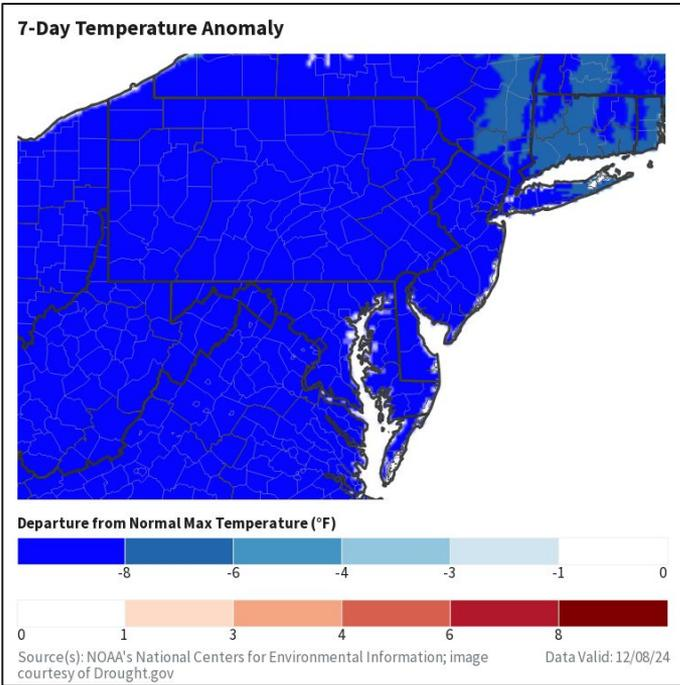 7-Day Temperature Anomaly
Departure from Normal Max Temperature (°F)
-8 -6 -4 -3 -1 0
0 1 3 4 6 8
Source(s): NOAA's National Centers for Environmental Information; image
courtesy of Drought.gov
Data Valid: 12/08/24